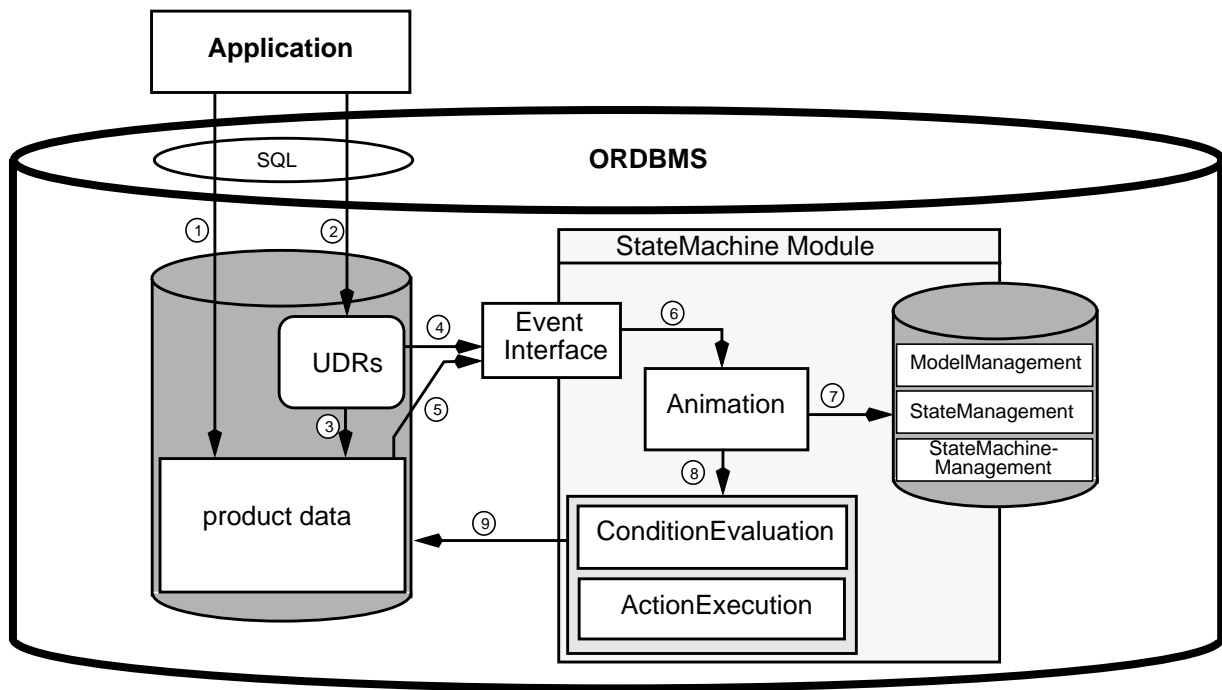 Application
SQL
ORDBMS
1
2
StateMachine Module
4
Event
Interface
6
UDRs
ModelManagement
Animation
7
StateManagement
5
3
StateMachine-
Management
8
product data
9
ConditionEvaluation
ActionExecution